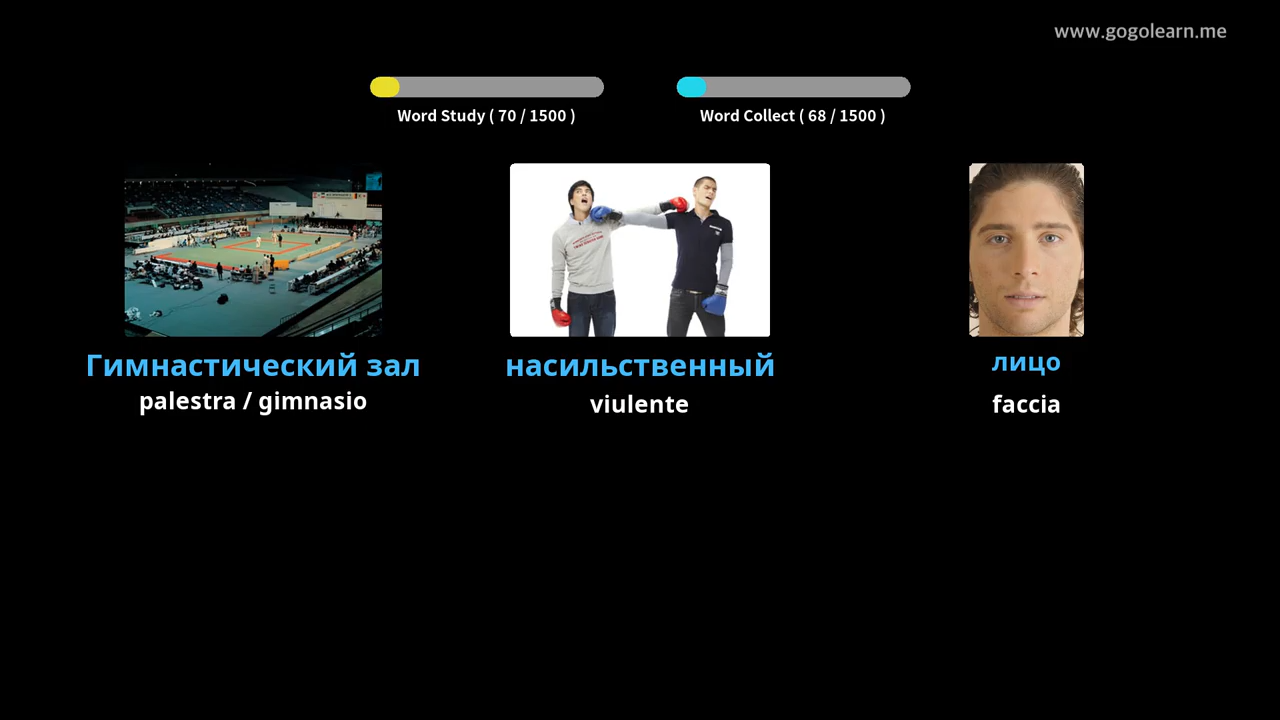 www.gogolearn.me
Word Study ( 70 / 1500 )
Word Collect ( 68 / 1500 )
Гимнастический зал
palestra / gimnasio
насильственный
viulente
лицо
faccia